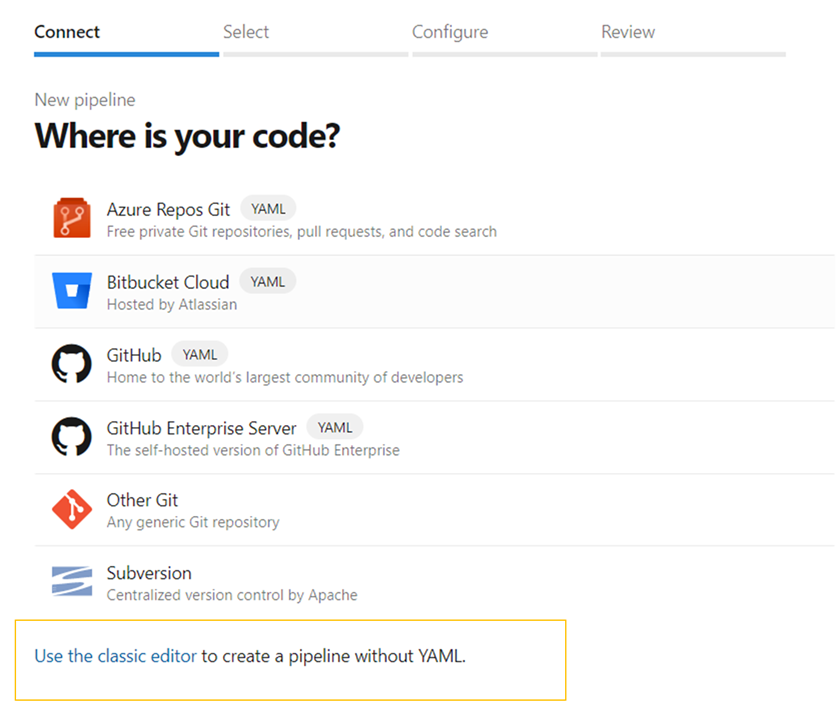 Connect Select Configure Review
New pipeline
Where is your code?
Azure Repos Git YAML
Free private Git repositories, pull requests, and code search
Bitbucket Cloud YAML
Hosted by Atlassian
GitHub YAML
Home to the world's largest community of developers
GitHub Enterprise Server YAML
The self-hosted version of GitHub Enterprise
Other Git
Any generic Git repository
Subversion
Centralized version control by Apache
Use the classic editor to create a pipeline without YAML.